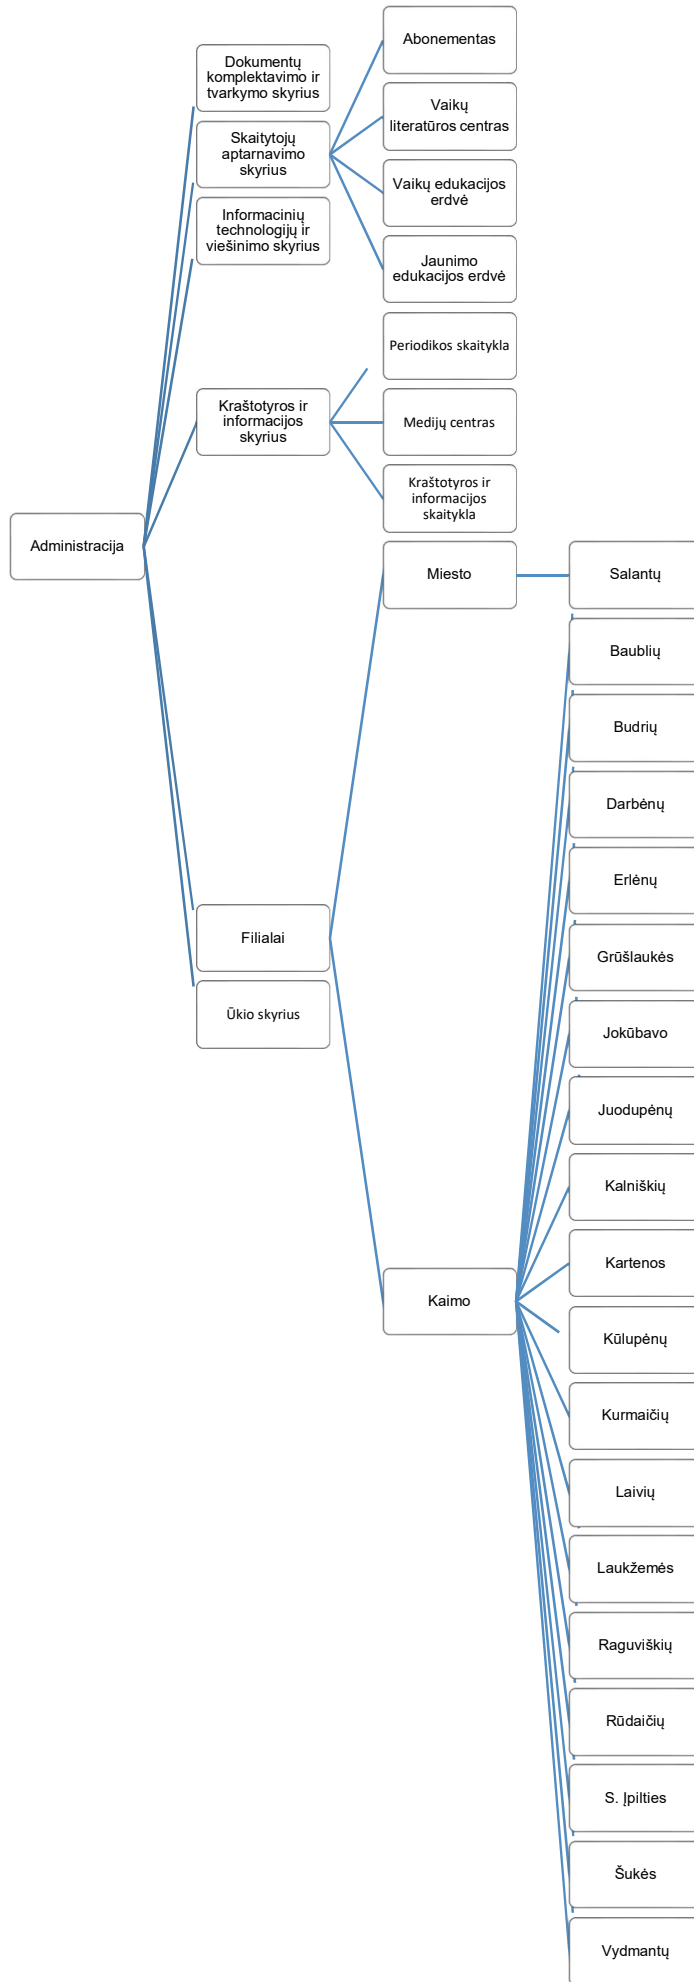 Abonementas
Dokumentų
komplektavimo ir
tvarkymo skyrius
Vaikų
literatūros centras
Skaitytojų
aptarnavimo
skyrius
Vaikų edukacijos
erdvė
Informacinių
technologijų ir
viešinimo skyrius
Jaunimo
edukacijos erdvė
Periodikos skaitykla
Kraštotyros ir
informacijos
skyrius
Medijų centras
Kraštotyros ir
informacijos
skaitykla
Administracija
Miesto
Salantų
Baublių
Budrių
Darbėnų
Erlėnų
Filialai
Grūšlaukės
Ūkio skyrius
Jokūbavo
Juodupėnų
Kalniškių
Kartenos
Kaimo
Kūlupėnų
Kurmaičių
Laivių
Laukžemės
Raguviškių
Rūdaičių
S. Įpilties
Šukės
Vydmantų